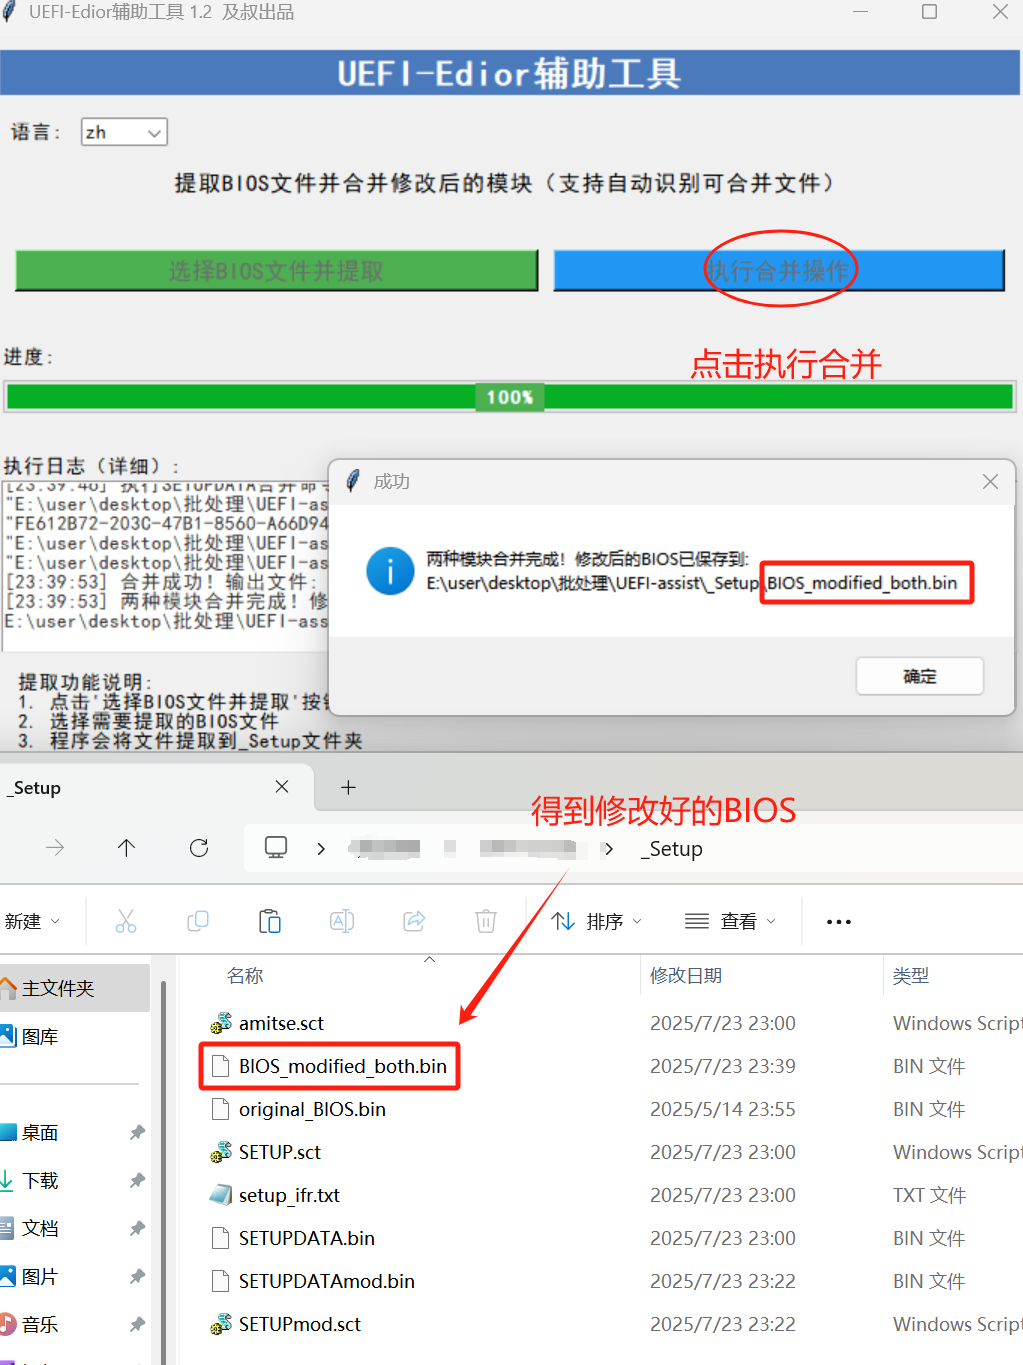 UEFI-Edior辅助工具 1.2 及叔出品
UEFI-Edior辅助工具
语言: zh
提取BIOS文件并合并修改后的模块（支持自动识别可合并文件）
选择BIOS文件并提取
执行合并操作
进度:
点击执行合并
100%
执行日志（详细）:
[23:39:46] 执行SETUPDATA合并命令
"E:\user\desktop\批处理\UEFI-as
"FE612B72-203C-47B1-8560-A66D94
"E:\user\desktop\批处理\UEFI-as
"E:\user\desktop\批处理\UEFI-as
[23:39:53] 合并成功! 输出文件:
[23:39:53] 两种模块合并完成! 修
E:\user\desktop\批处理\UEFI-ass
成功
两种模块合并完成！修改后的BIOS已保存到:
E:\user\desktop\批处理\UEFI-assist\_Setup\BIOS_modified_both.bin
确定
提取功能说明:
1. 点击'选择BIOS文件并提取'按
2. 选择需要提取的BIOS文件
3. 程序会将文件提取到_Setup文件夹
_Setup
得到修改好的BIOS
_Setup
新建
排序
查看
名称
修改日期
类型
主文件夹
图库
桌面
下载
文档
图片
音乐
amitse.sct 2025/7/23 23:00 Windows Script
BIOS_modified_both.bin 2025/7/23 23:39 BIN 文件
original_BIOS.bin 2025/5/14 23:55 BIN 文件
SETUP.sct 2025/7/23 23:00 Windows Script
setup_ifr.txt 2025/7/23 23:00 TXT 文件
SETUPDATA.bin 2025/7/23 23:00 BIN 文件
SETUPDATAmod.bin 2025/7/23 23:22 BIN 文件
SETUPmod.sct 2025/7/23 23:22 Windows Script